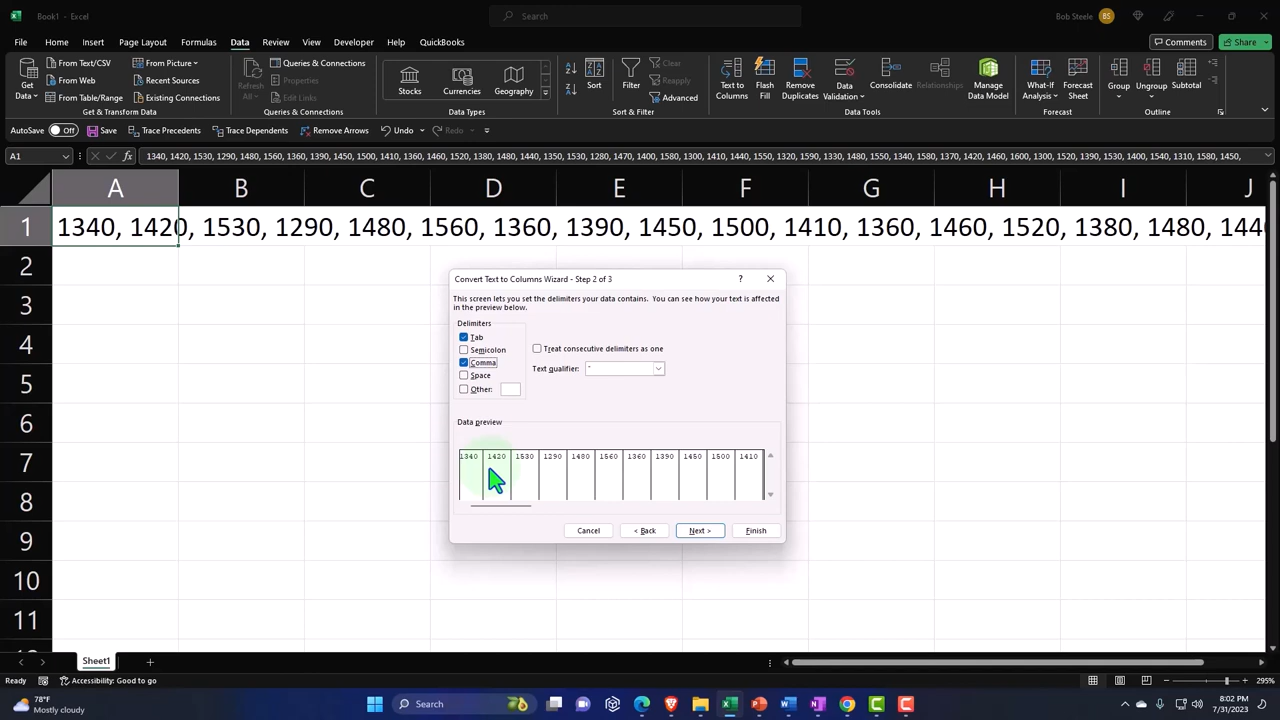 Book1 - Excel
Search
Bob Steele BS
File Home Insert Page Layout Formulas Data Review View Developer Help QuickBooks Comments Share
Get Data
From Text/CSV
From Web
From Table/Range
From Picture
Recent Sources
Existing Connections
Get & Transform Data
Refresh All
Queries & Connections
Properties
Edit Links
Queries & Connections
Stocks
Currencies
Geography
Data Types
Sort
Filter
Clear
Reapply
Advanced
Sort & Filter
Text to Columns
Flash Fill
Remove Duplicates
Data Validation
Consolidate
Relationships
Manage Data Model
Data Tools
What-If Analysis
Forecast Sheet
Forecast
Group
Ungroup
Subtotal
Outline
AutoSave Off Save Trace Precedents Trace Dependents Remove Arrows Undo Redo
A1 fx 1340, 1420, 1530, 1290, 1480, 1560, 1360, 1390, 1450, 1500, 1410, 1360, 1460, 1520, 1380, 1480, 1440, 1350, 1530, 1280, 1470, 1400, 1580, 1300, 1410, 1440, 1550, 1320, 1290, 1330, 1480, 1550, 1340, 1370, 1420, 1460, 1600, 1300, 1520, 1390, 1530, 1400, 1540, 1310, 1580, 1450,
A B C D E F G H I J
1 1340, 1420, 1530, 1290, 1480, 1560, 1360, 1390, 1450, 1500, 1410, 1360, 1460, 1520, 1380, 1480, 144
2
3
4
5
6
7
8
9
10
11
Convert Text to Columns Wizard - Step 2 of 3 ?
This screen lets you set the delimiters your data contains. You can see how your text is affected
in the preview below.
Delimiters
Tab
Semicolon
Comma
Space
Other:
Treat consecutive delimiters as one
Text qualifier: "
Data preview
1340 1420 1530 1290 1480 1560 1360 1390 1450 1500 1410
Cancel < Back Next > Finish
Sheet1
Ready Accessibility: Good to go 295%
78°F
Mostly cloudy
Search
8:02 PM
7/31/2023